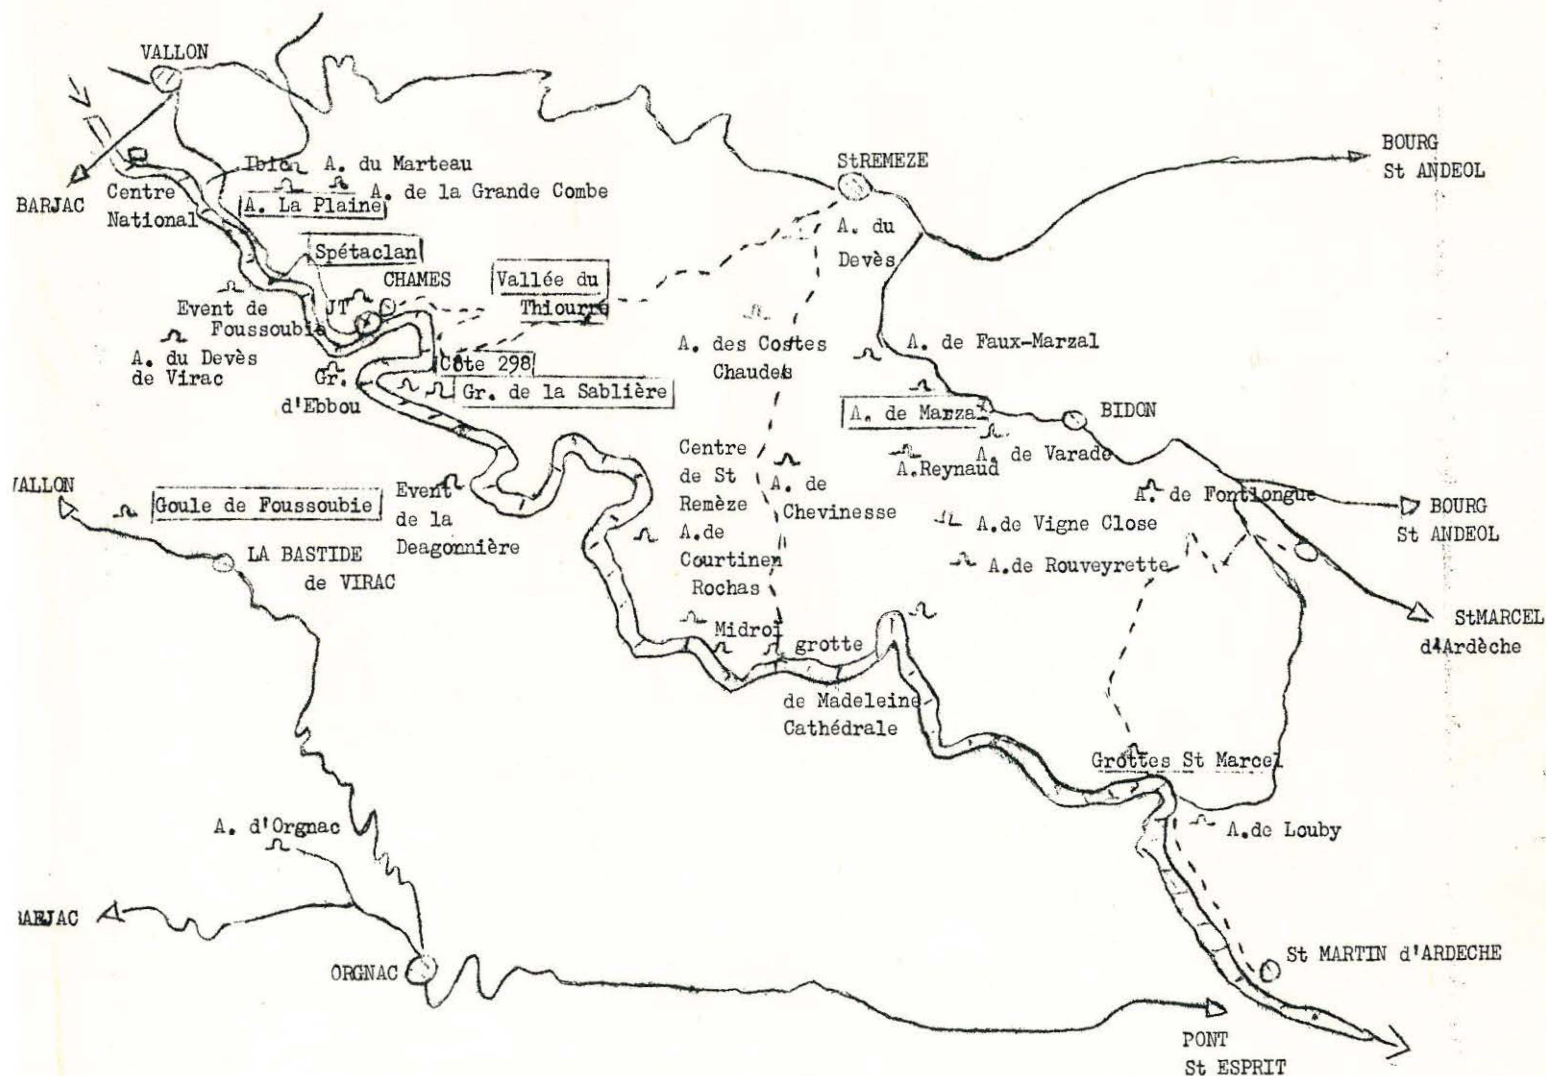 VALLON
BARJAC
Centre
National
Ibic
A. du Marteau
A. de la Grande Combe
A. La Plaine
Spétaclan
CHAMES
JT
Vallée du
Thiourre
Event de
Foussoubie
A. du Devès
de Virac
Gr.
d'Ebbou
Côte 298
Gr. de la Sablière
StREMEZE
A. du
Devès
BOURG
St ANDEOL
A. des Costes
Chaudes
A. de Faux-Marzal
A. de Marzal
BIDON
A. de Varade
A.Reynaud
Centre
de St
Remèze
A. de
Chevinesse
A.de
Courtinen
Rochas
A. de Fontlongue
A.de Vigne Close
A.de Rouveyrette
BOURG
St ANDEOL
StMARCEL
d'Ardèche
VALLON
Goule de Foussoubie
LA BASTIDE
de VIRAC
Event
de la
Deagonnière
Midroi
grotte
de Madeleine
Cathédrale
Grottes St Marcel
A.de Louby
A. d'Orgnac
BARJAC
ORGNAC
St MARTIN d'ARDECHE
PONT
St ESPRIT